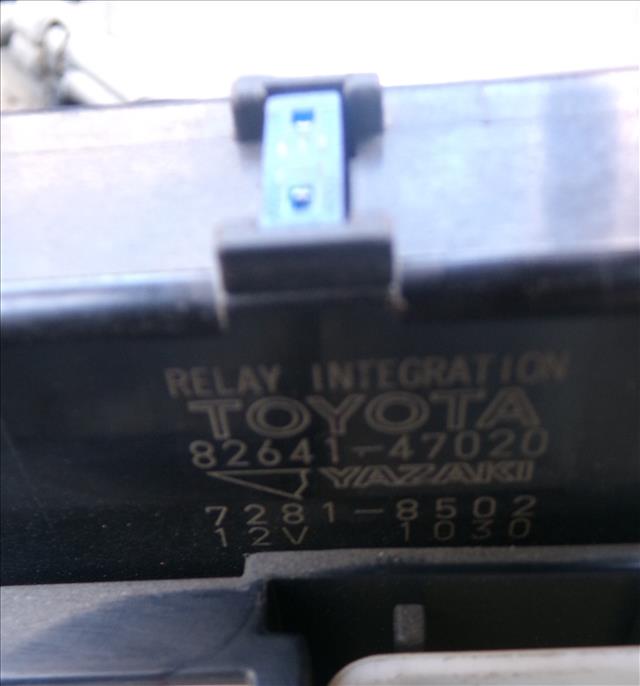 RELAY INTEGRATION
TOYOTA
82641-47020
YAZAKI
7281-8502
12V 1030